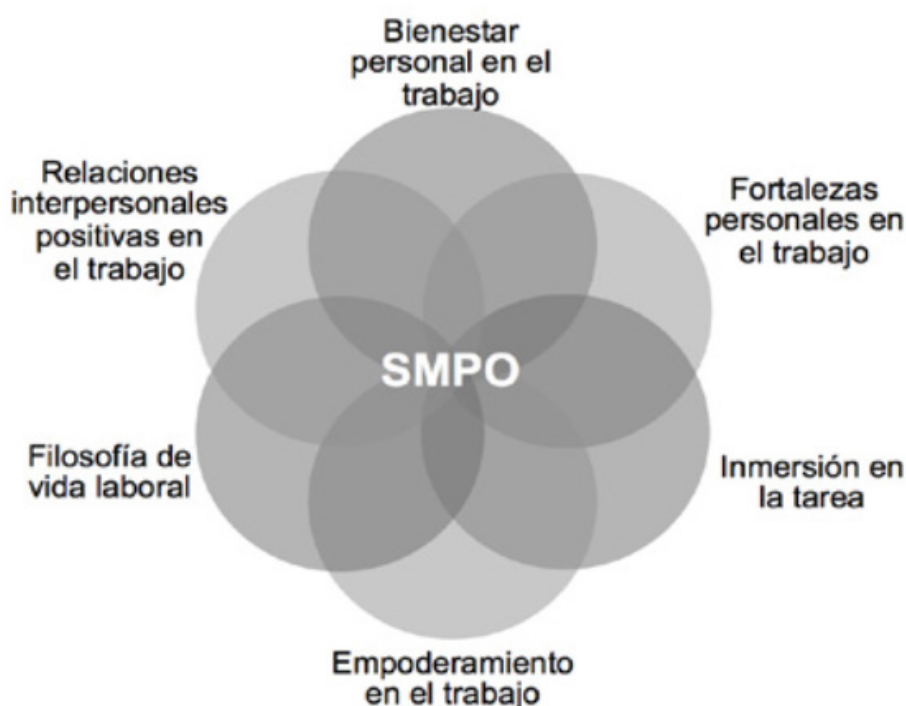 Bienestar
personal en el
trabajo
Relaciones
interpersonales
positivas en
el trabajo
Fortalezas
personales en
el trabajo
SMPO
Filosofía de
vida laboral
Inmersión en
la tarea
Empoderamiento
en el trabajo